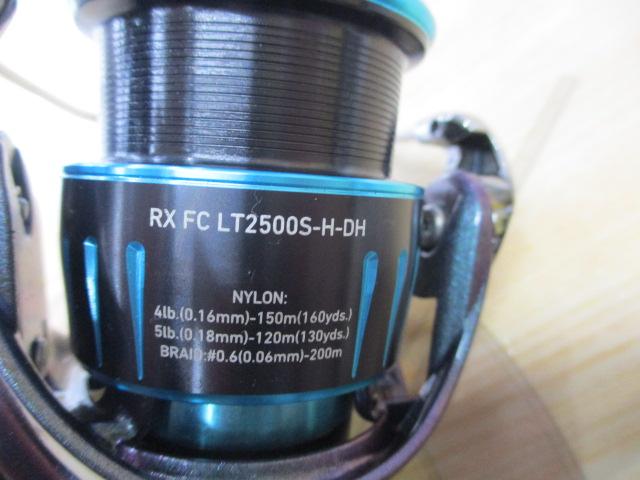 RX FC LT2500S-H-DH
NYLON:
4lb.(0.16mm)-150m(160yds.)
5lb.(0.18mm)-120m(130yds.)
BRAID:#0.6(0.06mm)-200m